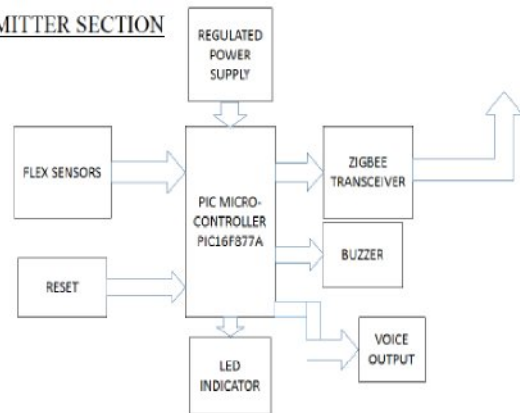 MITTER SECTION
REGULATED
POWER
SUPPLY
FLEX SENSORS
PIC MICRO-
CONTROLLER
PIC16F877A
ZIGBEE
TRANSCEIVER
BUZZER
RESET
VOICE
OUTPUT
LED
INDICATOR